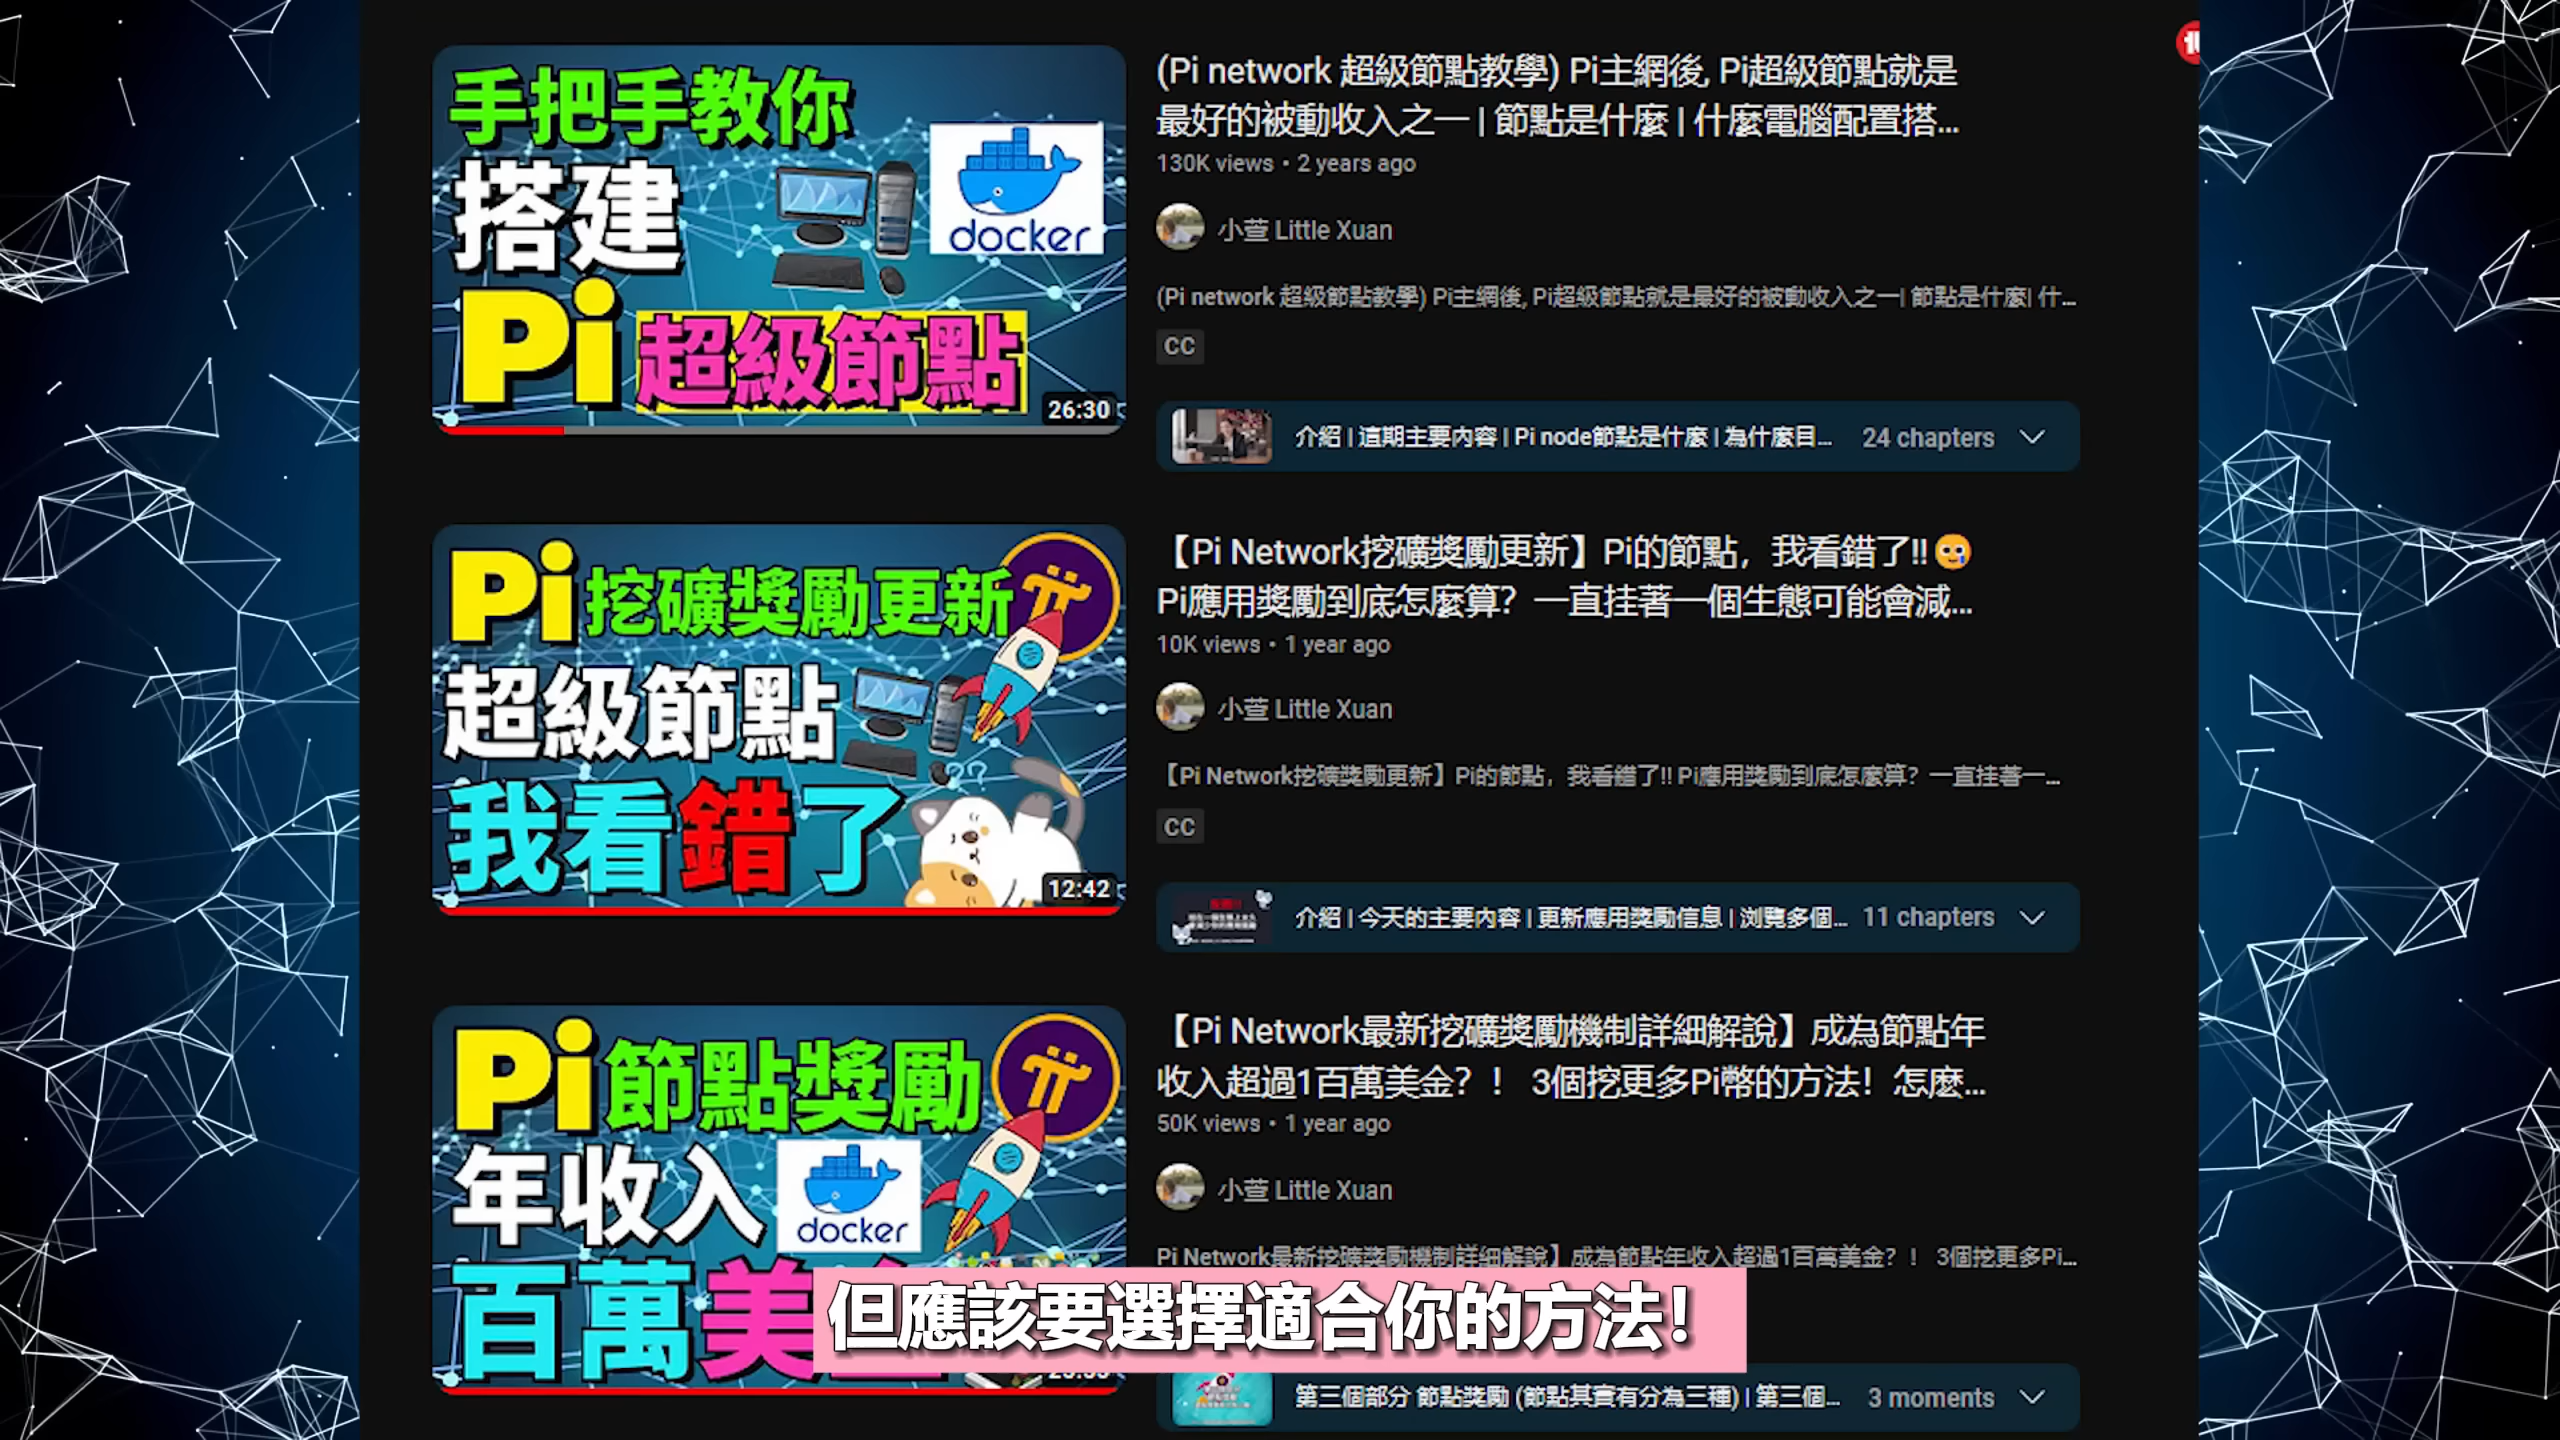 手把手教你
搭建
docker
Pi 超級節點
26:30
(Pi network 超級節點教學) Pi主網後, Pi超級節點就是
最好的被動收入之一 | 節點是什麼 | 什麼電腦配置搭...
130K views • 2 years ago
小萱 Little Xuan
(Pi network 超級節點教學) Pi主網後, Pi超級節點就是最好的被動收入之一| 節點是什麼| 什...
CC
介紹 | 這期主要內容 | Pi node節點是什麼 | 為什麼目...
24 chapters
Pi挖礦獎勵更新
超級節點
??
我看錯了
12:42
【Pi Network挖礦獎勵更新】Pi的節點，我看錯了!!🥲
Pi應用獎勵到底怎麼算？一直挂著一個生態可能會減...
10K views • 1 year ago
小萱 Little Xuan
【Pi Network挖礦獎勵更新】Pi的節點，我看錯了!! Pi應用獎勵到底怎麼算？一直挂著一...
CC
介紹 | 今天的主要內容 | 更新應用獎勵信息 | 浏覽多個...
11 chapters
Pi節點獎勵
年收入
docker
百萬美
【Pi Network最新挖礦獎勵機制詳細解說】成為節點年
收入超過1百萬美金？！ 3個挖更多Pi幣的方法！怎麽...
50K views • 1 year ago
小萱 Little Xuan
Pi Network最新挖礦獎勵機制詳細解說】成為節點年收入超過1百萬美金？！ 3個挖更多Pi...
但應該要選擇適合你的方法！
第三個部分 節點獎勵 (節點其實有分為三種) | 第三個...
3 moments